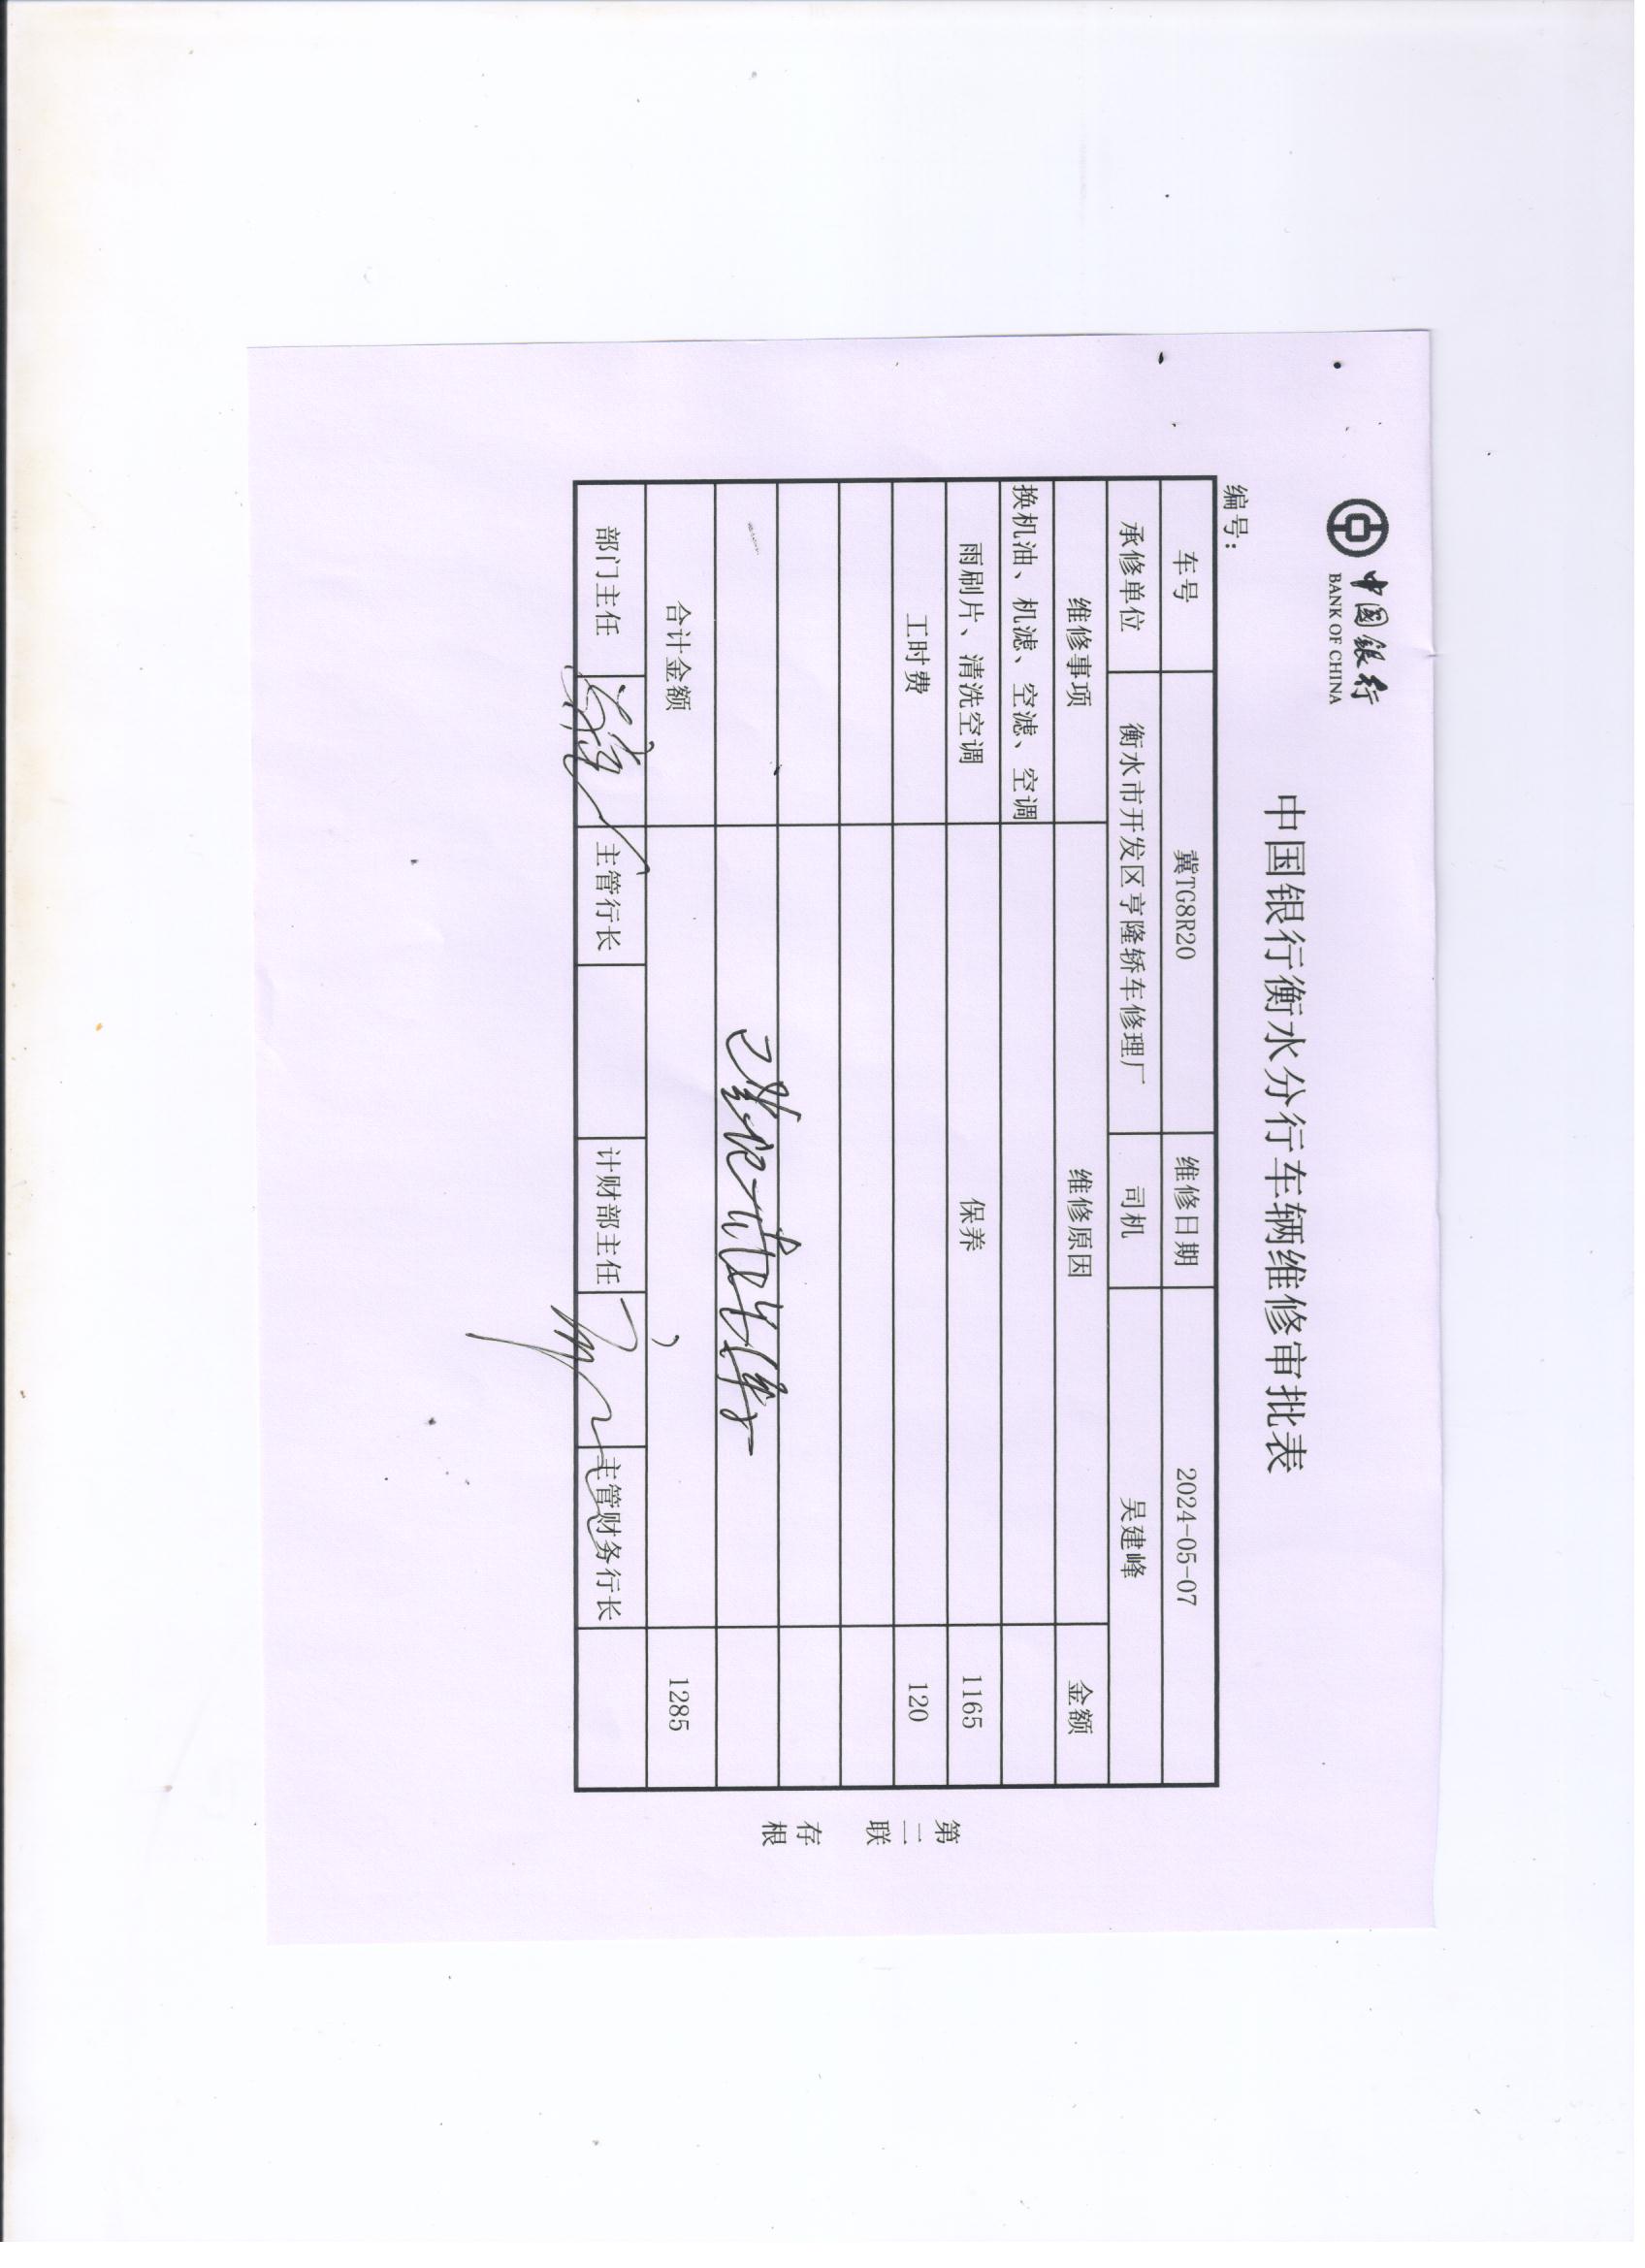 中国银行
BANK OF CHINA
中国银行衡水分行车辆维修审批表
编号：
车号 冀TG8R20 维修日期 2024-05-07
承修单位 衡水市开发区亨隆轿车修理厂 司机 吴建峰
维修事项 维修原因 金额
换机油、机滤、空滤、空调
雨刷片、清洗空调 保养 1165
工时费 120
合计金额 1285
部门主任 主管行长 计财部主任 主管财务行长
第二联 存根